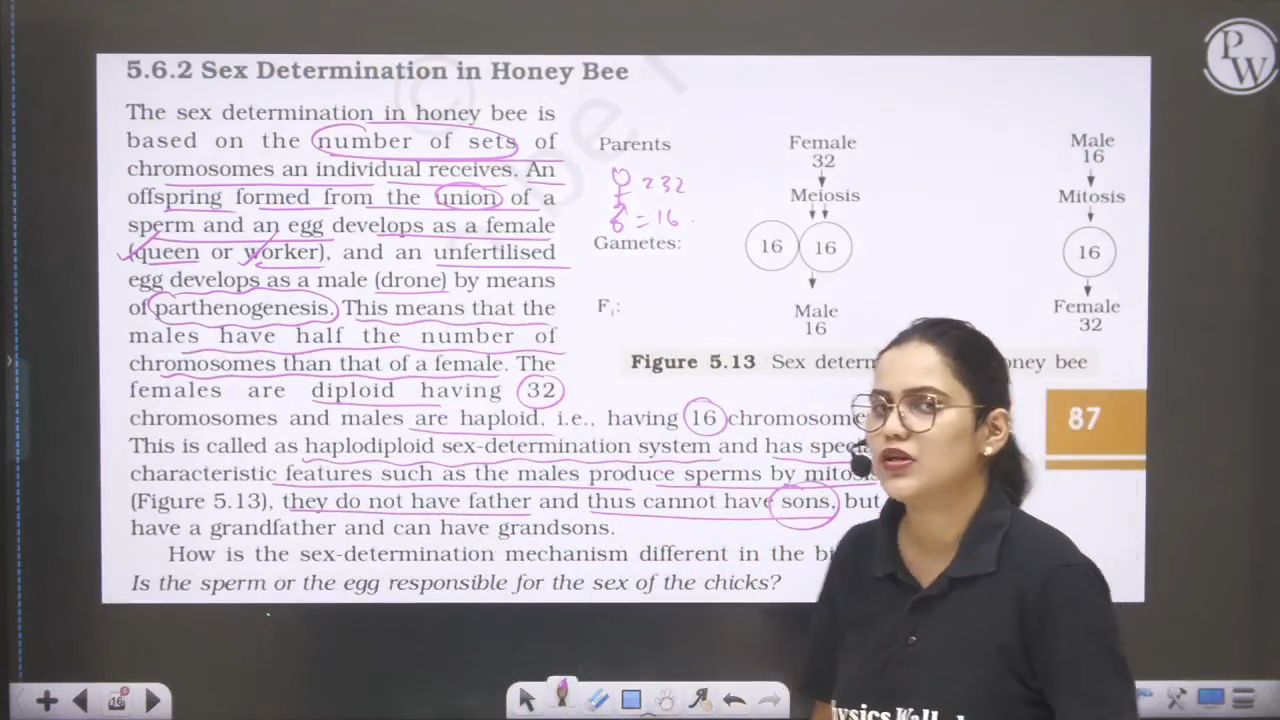 PW
5.6.2 Sex Determination in Honey Bee
The sex determination in honey bee is
based on the number of sets of
chromosomes an individual receives. An
offspring formed from the union of a
sperm and an egg develops as a female
(queen or worker), and an unfertilised
egg develops as a male (drone) by means
of parthenogenesis. This means that the
males have half the number of
chromosomes than that of a female. The
females are diploid having 32
chromosomes and males are haploid, i.e., having 16
This is called as haplodiploid sex-determination system and has
characteristic features such as the males produce sperms by
(Figure 5.13), they do not have father and thus cannot have sons, but
have a grandfather and can have grandsons.
How is the sex-determination mechanism different in the
Is the sperm or the egg responsible for the sex of the chicks?
Parents
Female
32
Male
16
Meiosis
Mitosis
♀ = 32
♂ = 16
Gametes:
16
16
16
F₁:
Male
16
Female
32
Figure 5.13 Sex bee
87
16